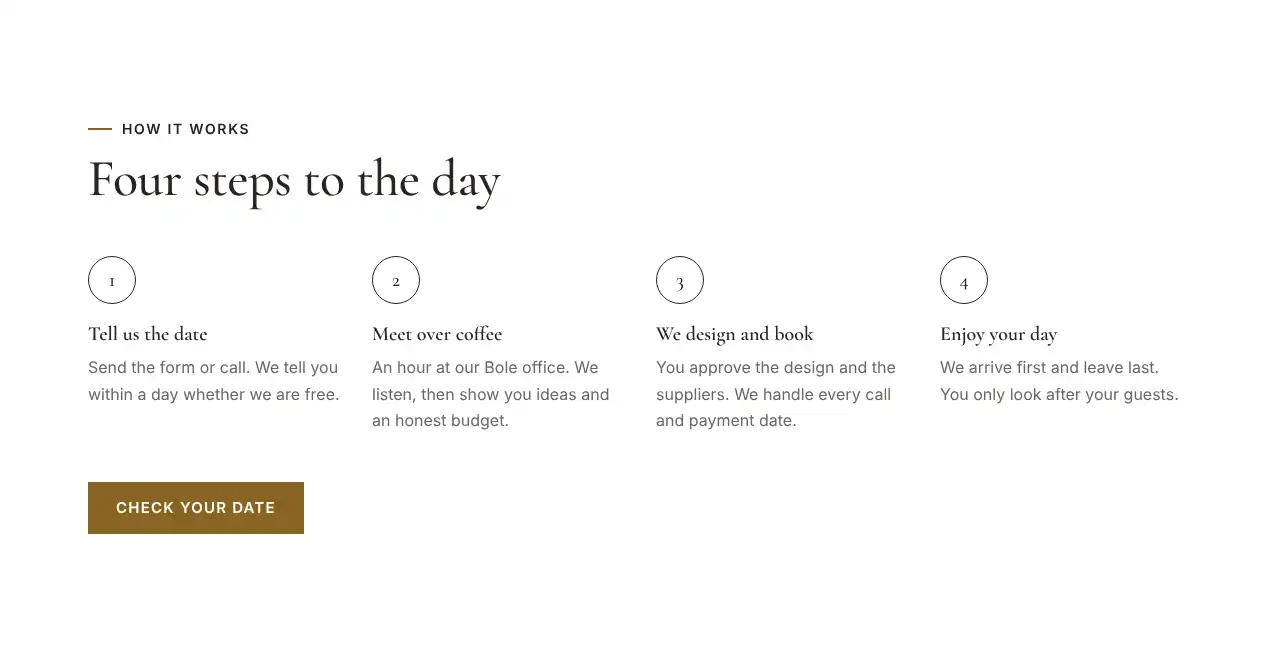 HOW IT WORKS
Four steps to the day
1
Tell us the date
Send the form or call. We tell you
within a day whether we are free.
2
Meet over coffee
An hour at our Bole office. We
listen, then show you ideas and
an honest budget.
3
We design and book
You approve the design and the
suppliers. We handle every call
and payment date.
4
Enjoy your day
We arrive first and leave last.
You only look after your guests.
CHECK YOUR DATE